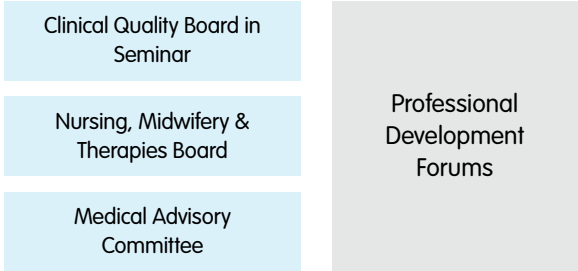 Clinical Quality Board in
Seminar
Nursing, Midwifery &
Therapies Board
Medical Advisory
Committee
Professional
Development
Forums